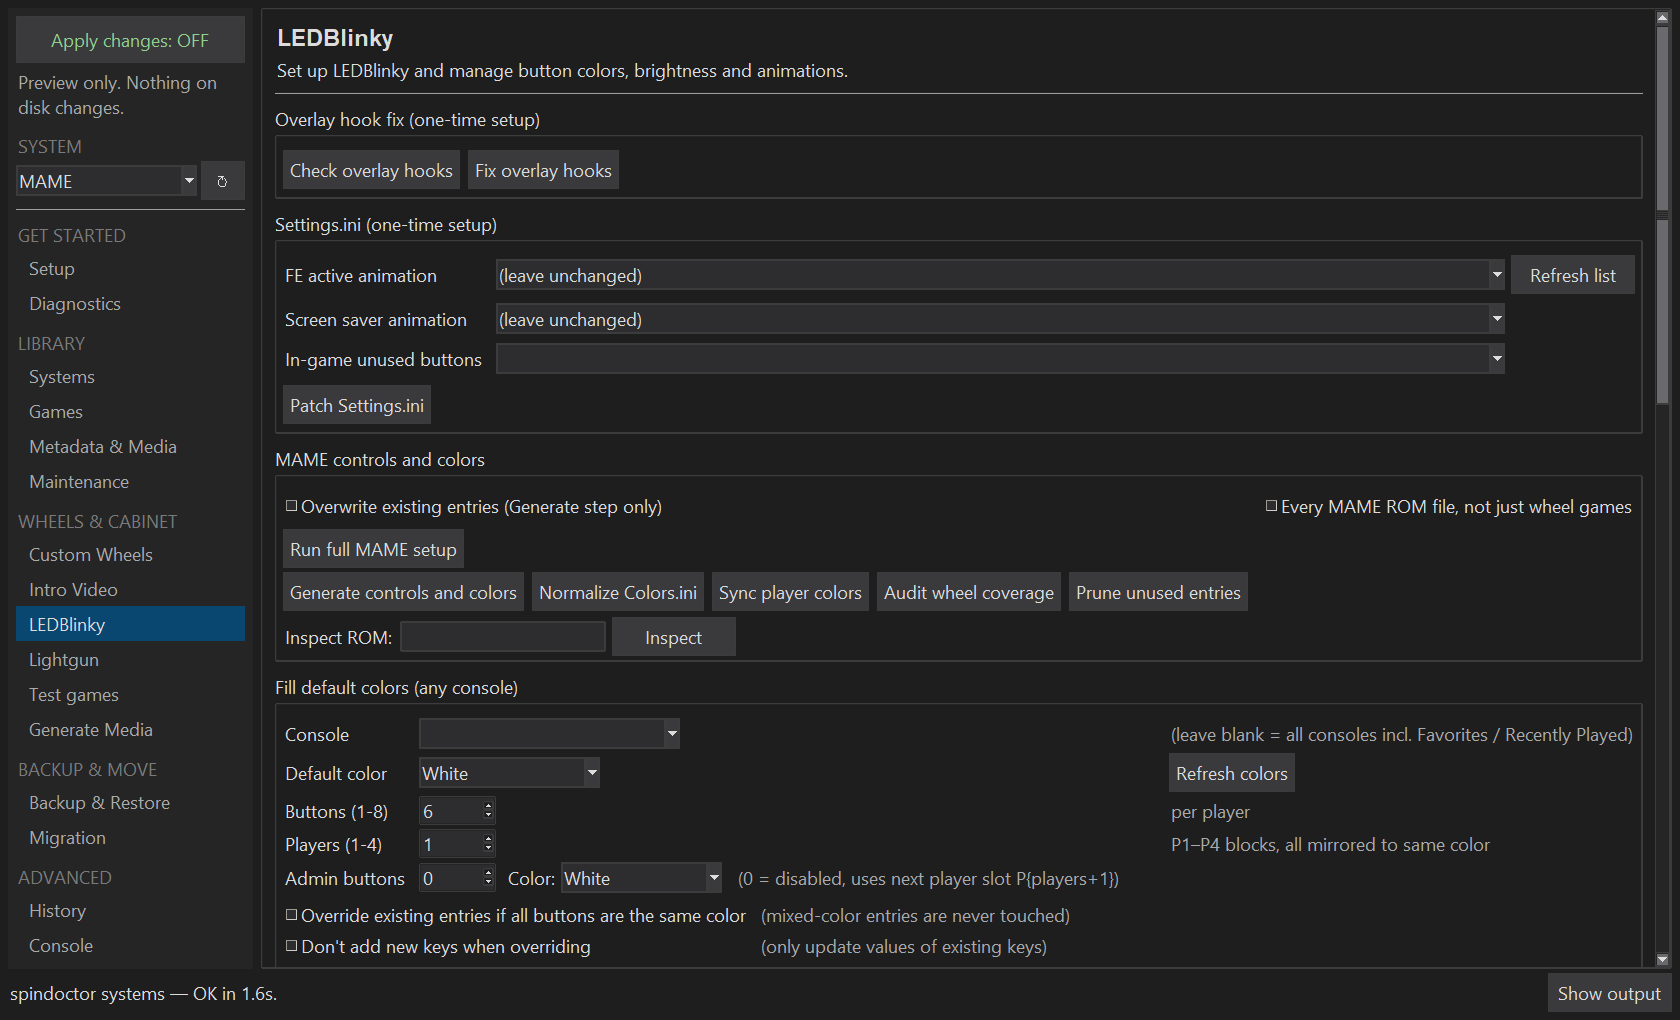 Apply changes: OFF
Preview only. Nothing on
disk changes.
SYSTEM
MAME
GET STARTED
Setup
Diagnostics
LIBRARY
Systems
Games
Metadata & Media
Maintenance
WHEELS & CABINET
Custom Wheels
Intro Video
LEDBlinky
Lightgun
Test games
Generate Media
BACKUP & MOVE
Backup & Restore
Migration
ADVANCED
History
Console
LEDBlinky
Set up LEDBlinky and manage button colors, brightness and animations.
Overlay hook fix (one-time setup)
Check overlay hooks Fix overlay hooks
Settings.ini (one-time setup)
FE active animation (leave unchanged) Refresh list
Screen saver animation (leave unchanged)
In-game unused buttons
Patch Settings.ini
MAME controls and colors
Overwrite existing entries (Generate step only) Every MAME ROM file, not just wheel games
Run full MAME setup
Generate controls and colors Normalize Colors.ini Sync player colors Audit wheel coverage Prune unused entries
Inspect ROM: Inspect
Fill default colors (any console)
Console (leave blank = all consoles incl. Favorites / Recently Played)
Default color White Refresh colors
Buttons (1-8) 6 per player
Players (1-4) 1 P1–P4 blocks, all mirrored to same color
Admin buttons 0 Color: White (0 = disabled, uses next player slot P{players+1})
Override existing entries if all buttons are the same color (mixed-color entries are never touched)
Don't add new keys when overriding (only update values of existing keys)
spindoctor systems — OK in 1.6s.
Show output